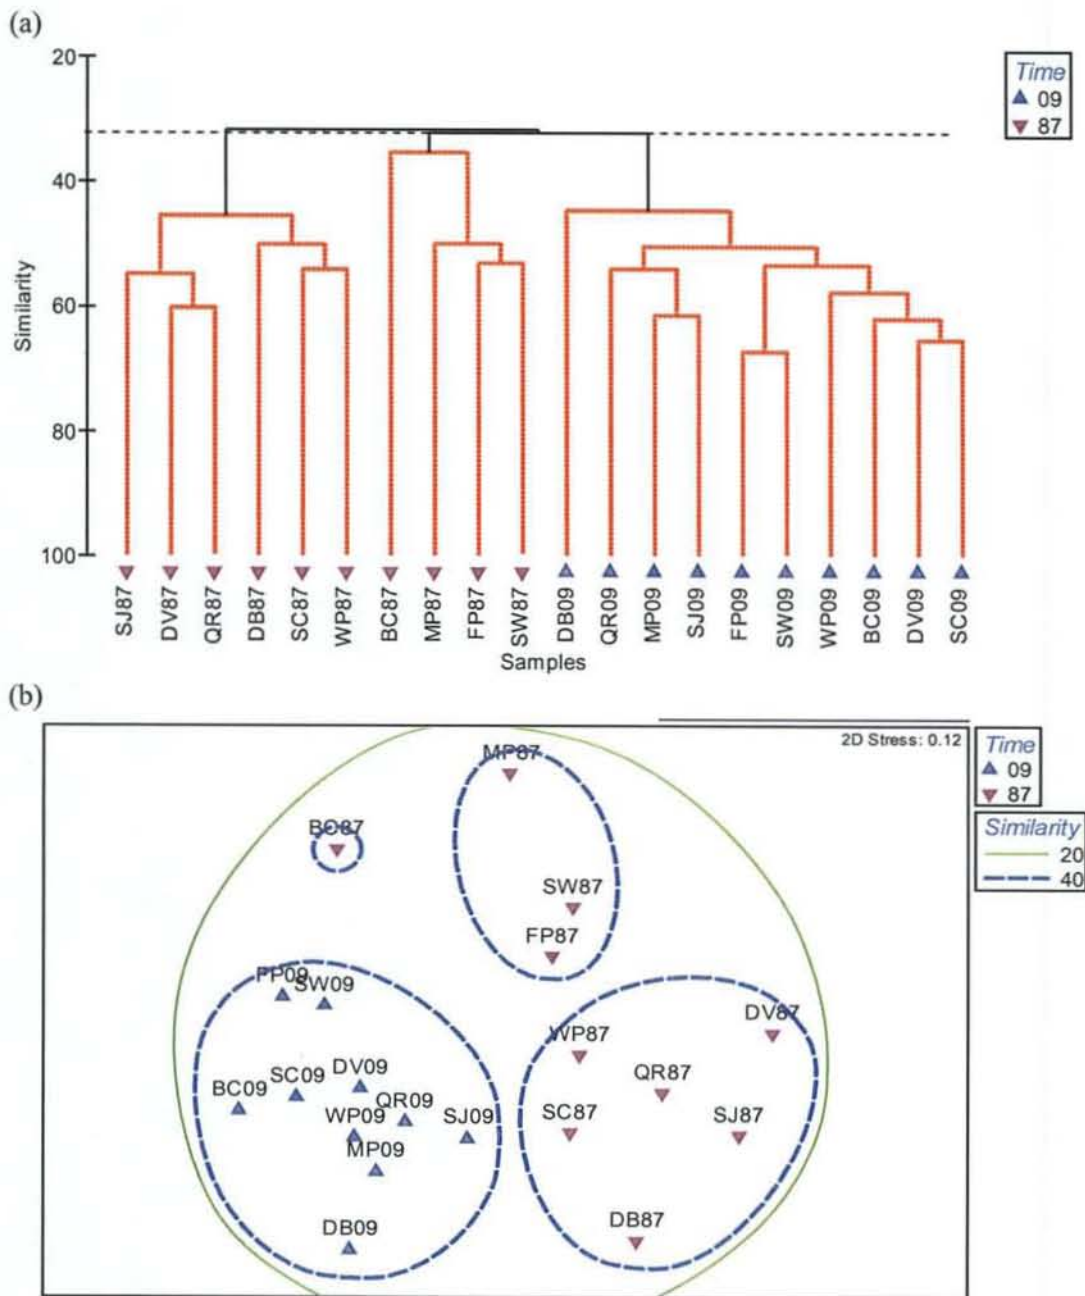 (a)
20
40
60
80
100
Similarity
Time
09
87
SJ87
DV87
QR87
DB87
SC87
WP87
BC87
MP87
FP87
SW87
DB09
QR09
MP09
SJ09
FP09
SW09
WP09
BC09
DV09
SC09
Samples
(b)
2D Stress: 0.12
Time
09
87
Similarity
20
40
MP87
BC87
SW87
FP87
FP09
SW09
DV87
WP87
DV09
SC09
QR87
BC09
QR09
WP09
SJ09
SC87
SJ87
MP09
DB09
DB87